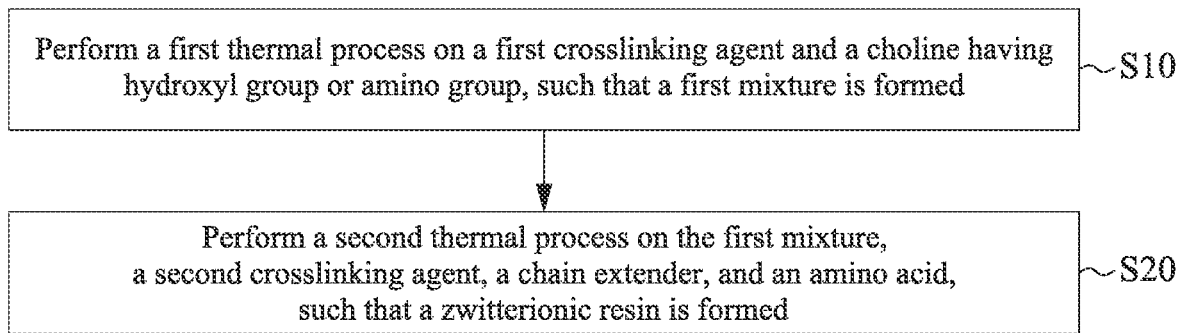 Perform a first thermal process on a first crosslinking agent and a choline having
hydroxyl group or amino group, such that a first mixture is formed
S10
Perform a second thermal process on the first mixture,
a second crosslinking agent, a chain extender, and an amino acid,
such that a zwitterionic resin is formed
S20